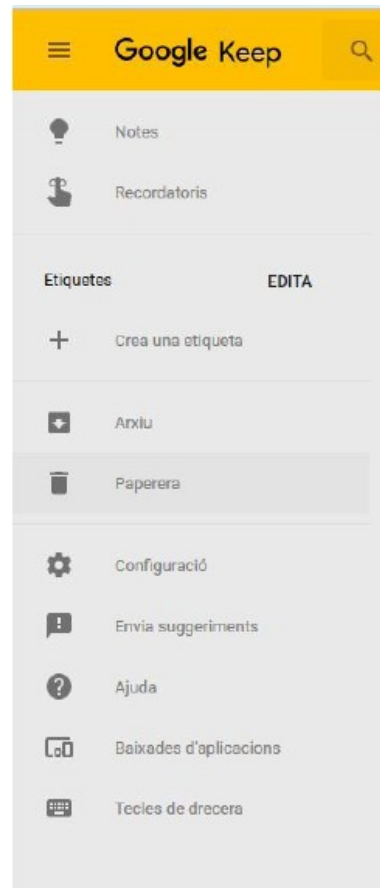 Google Keep
Notes
Recordatoris
Etiquetes EDITA
Crea una etiqueta
Arxiu
Paperera
Configuració
Envia suggeriments
Ajuda
Baixades d'aplicacions
Tecles de drecera